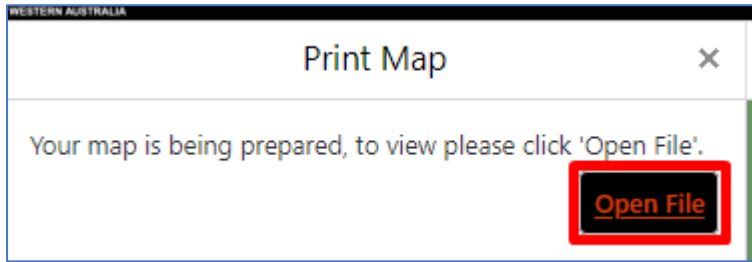 WESTERN AUSTRALIA
Print Map
Your map is being prepared, to view please click 'Open File'.
Open File